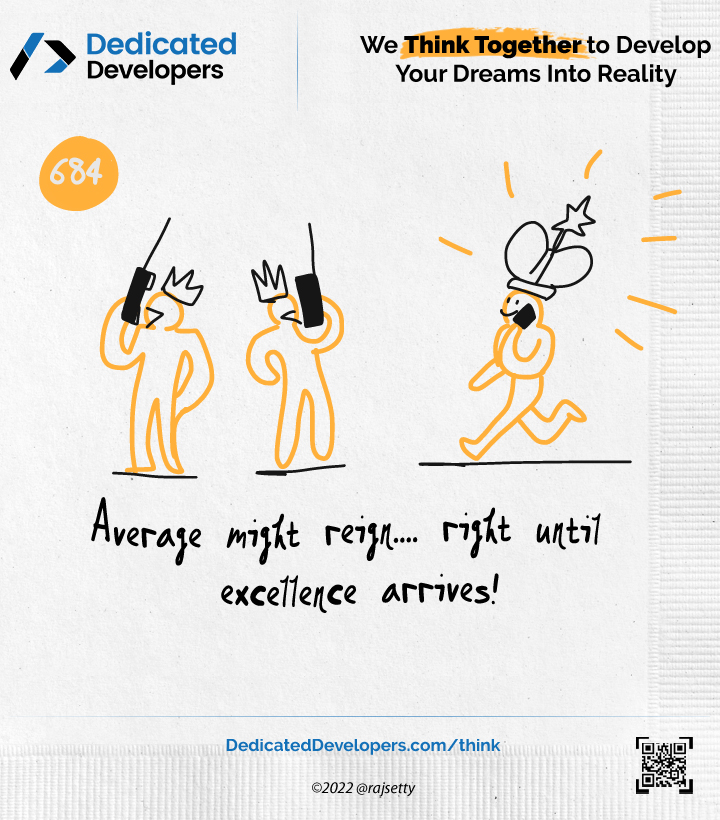 Dedicated
Developers
We Think Together to Develop
Your Dreams Into Reality
684
Average might reign.... right until
excellence arrives!
DedicatedDevelopers.com/think
©2022 @rajsetty